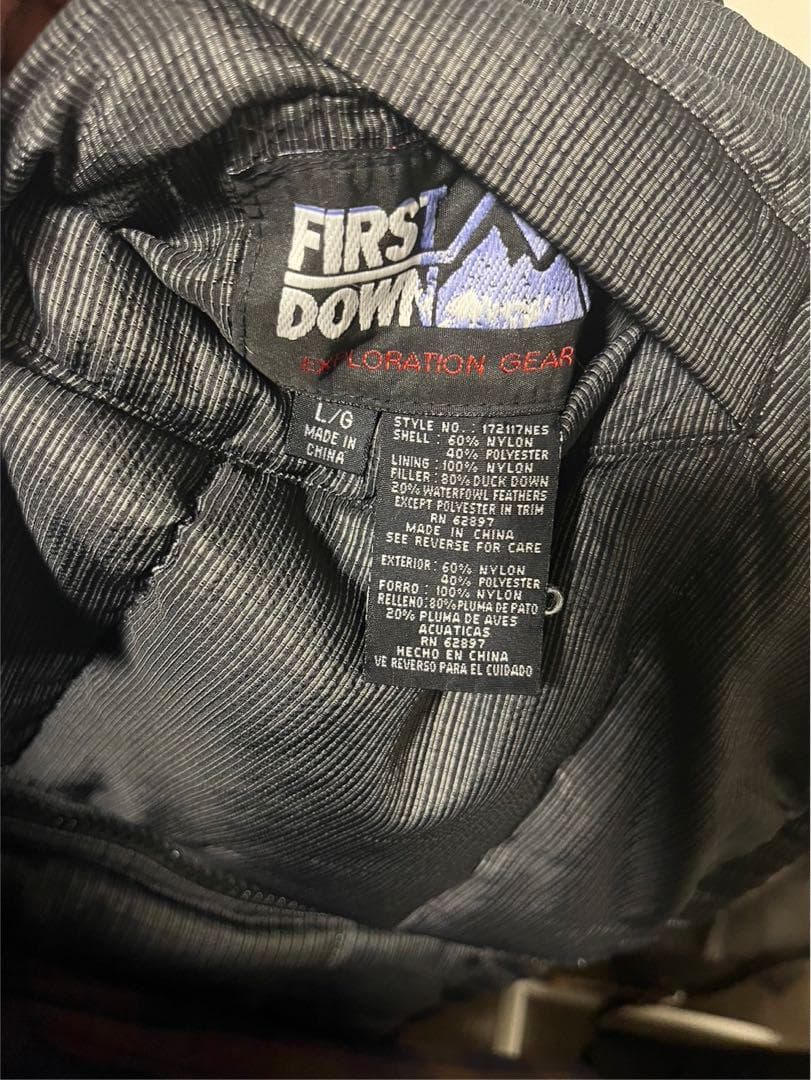 FIRST
DOWN
EXPLORATION GEAR
L/G
MADE IN
CHINA
STYLE NO.: 172117NES
SHELL: 60% NYLON
40% POLYESTER
LINING: 100% NYLON
FILLER: 80% DUCK DOWN
20% WATERFOWL FEATHERS
EXCEPT POLYESTER IN TRIM
RN 62897
MADE IN CHINA
SEE REVERSE FOR CARE
EXTERIOR: 60% NYLON
40% POLYESTER
FORRO: 100% NYLON
RELLENO: 80% PLUMA DE PATO
20% PLUMA DE AVES
ACUATICAS
RN 62897
HECHO EN CHINA
VE REVERSO PARA EL CUIDADO